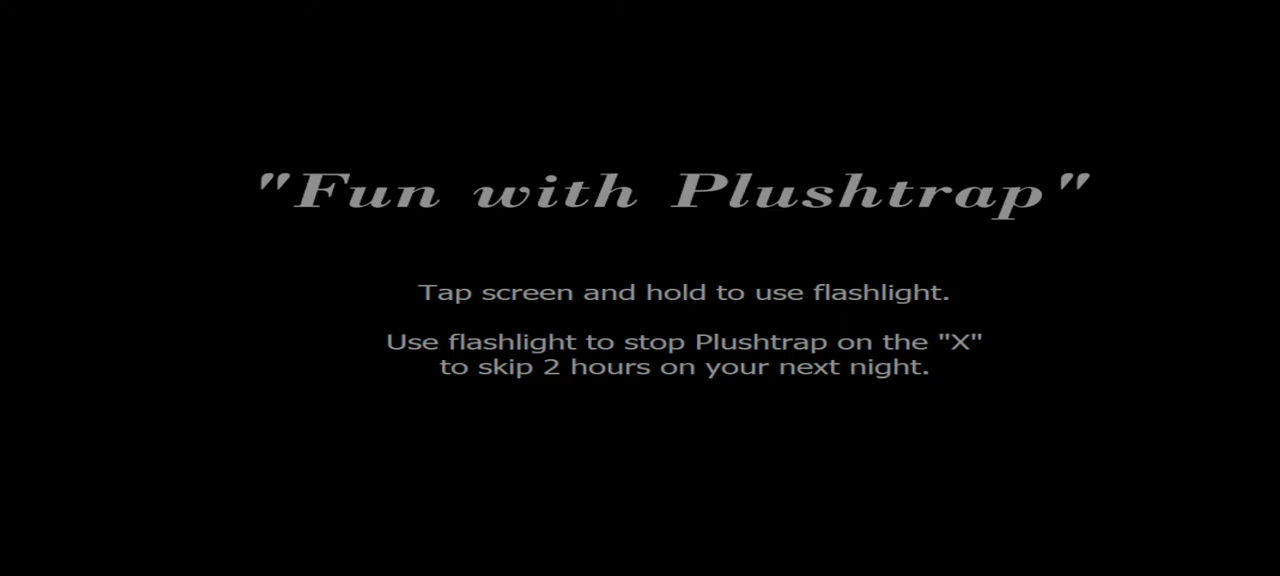 "Fun with Plushtrap"
Tap screen and hold to use flashlight.
Use flashlight to stop Plushtrap on the "X"
to skip 2 hours on your next night.